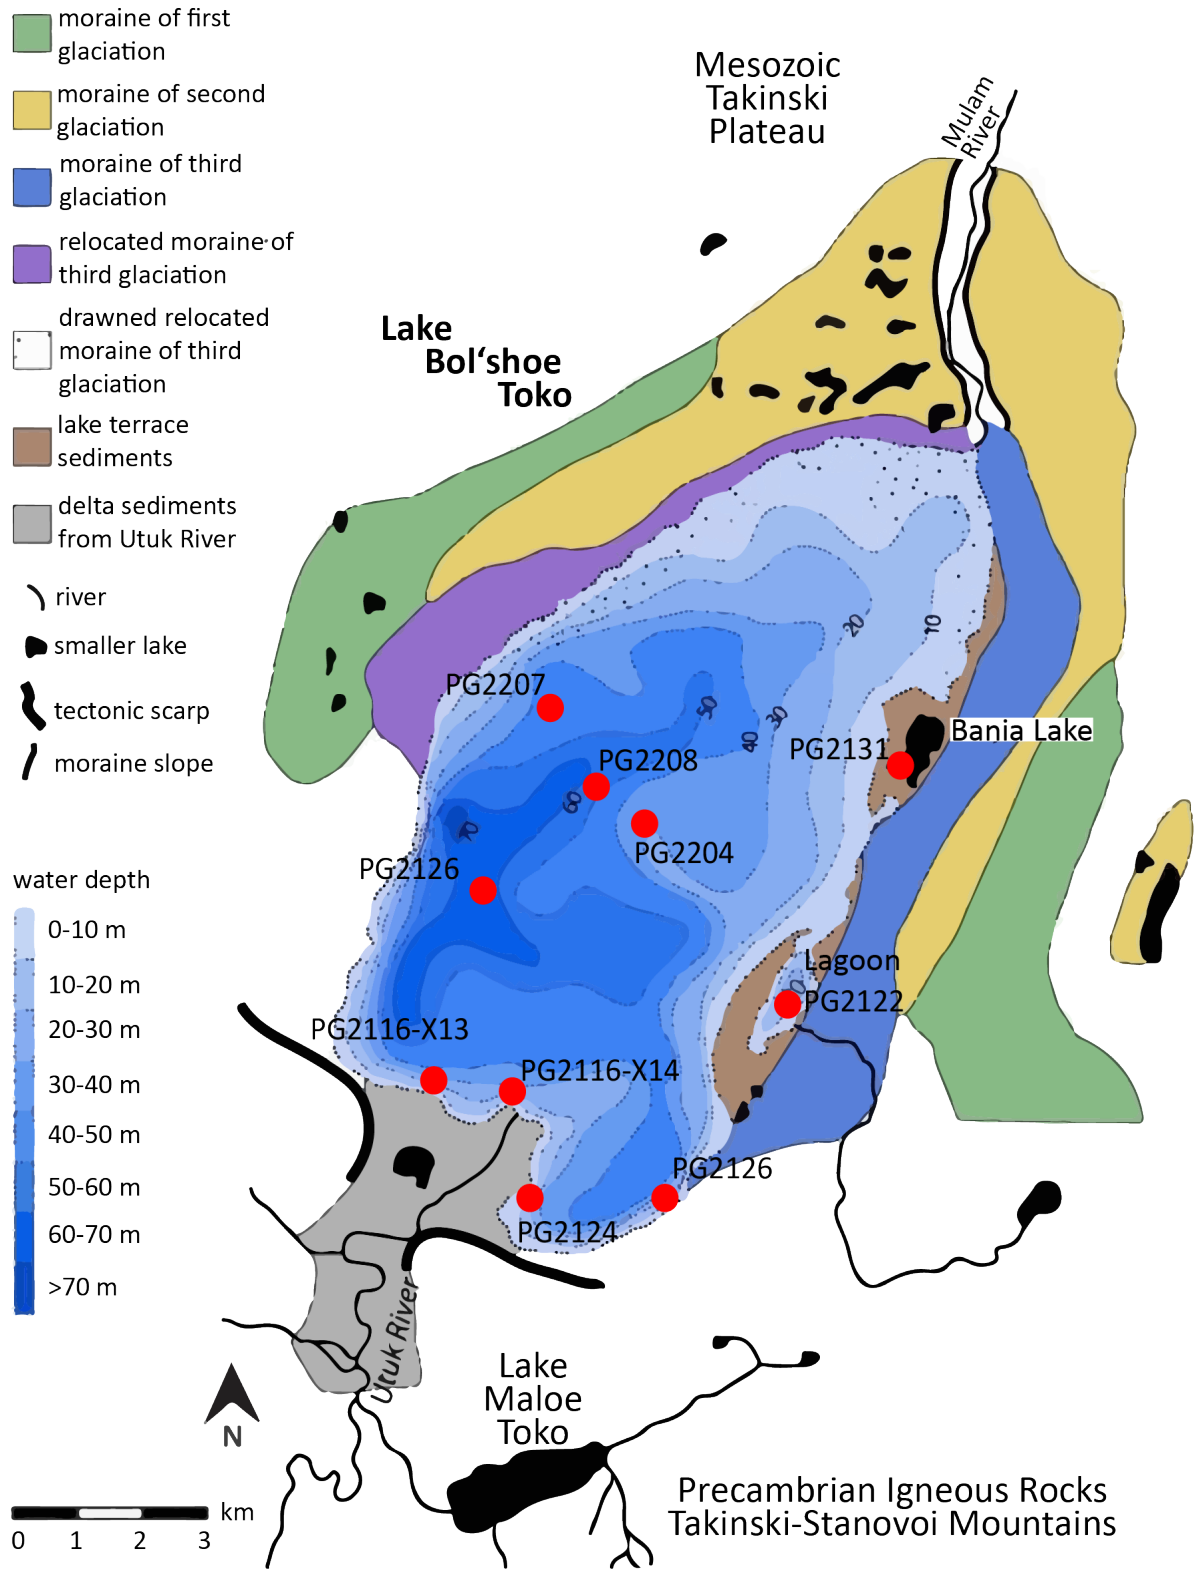 moraine of first
glaciation
moraine of second
glaciation
moraine of third
glaciation
relocated moraine of
third glaciation
drawned relocated
moraine of third
glaciation
lake terrace
sediments
delta sediments
from Utuk River
river
smaller lake
tectonic scarp
moraine slope
water depth
0-10 m
10-20 m
20-30 m
30-40 m
40-50 m
50-60 m
60-70 m
>70 m
N
km
0 1 2 3
Mesozoic
Takinski
Plateau
Mulam
River
Lake
Bol‘shoe
Toko
20
10
PG2207
50
30
40
Bania Lake
PG2131
PG2208
60
70
PG2204
PG2126
Lagoon
0
PG2122
PG2116-X13
PG2116-X14
PG2126
PG2124
Utuk River
Lake
Maloe
Toko
Precambrian Igneous Rocks
Takinski-Stanovoi Mountains